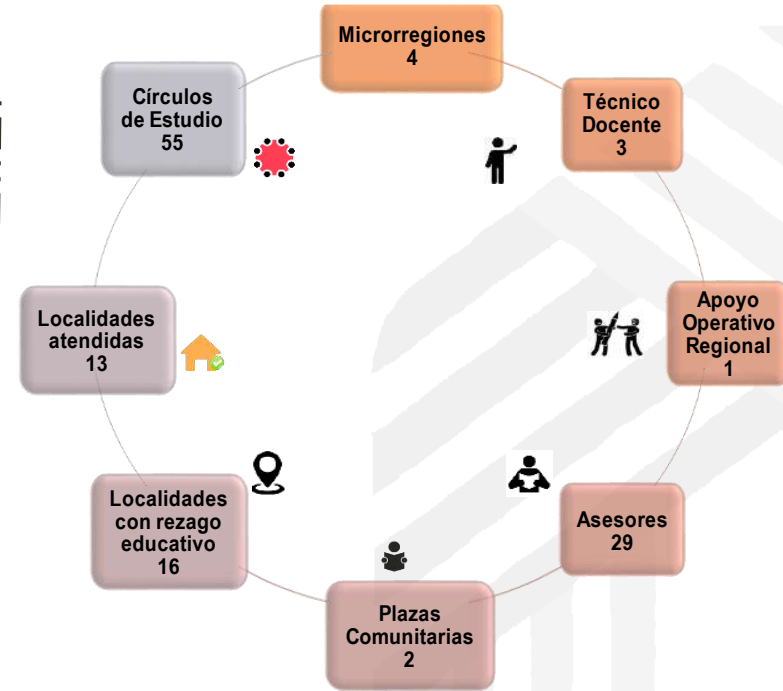 Microrregiones
4
Técnico
Docente
3
Apoyo
Operativo
Regional
1
Asesores
29
Plazas
Comunitarias
2
Localidades
con rezago
educativo
16
Localidades
atendidas
13
Círculos
de Estudio
55